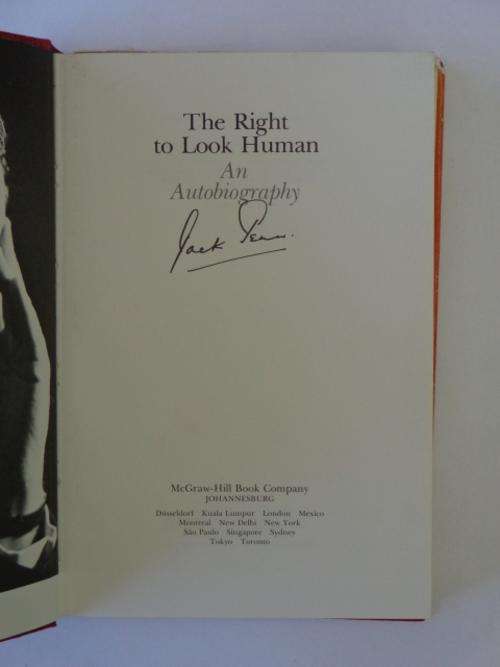 The Right
to Look Human
An
Autobiography
Jack Penn.
McGraw-Hill Book Company
JOHANNESBURG
Düsseldorf Kuala Lumpur London Mexico
Montreal New Delhi New York
São Paulo Singapore Sydney
Tokyo Toronto